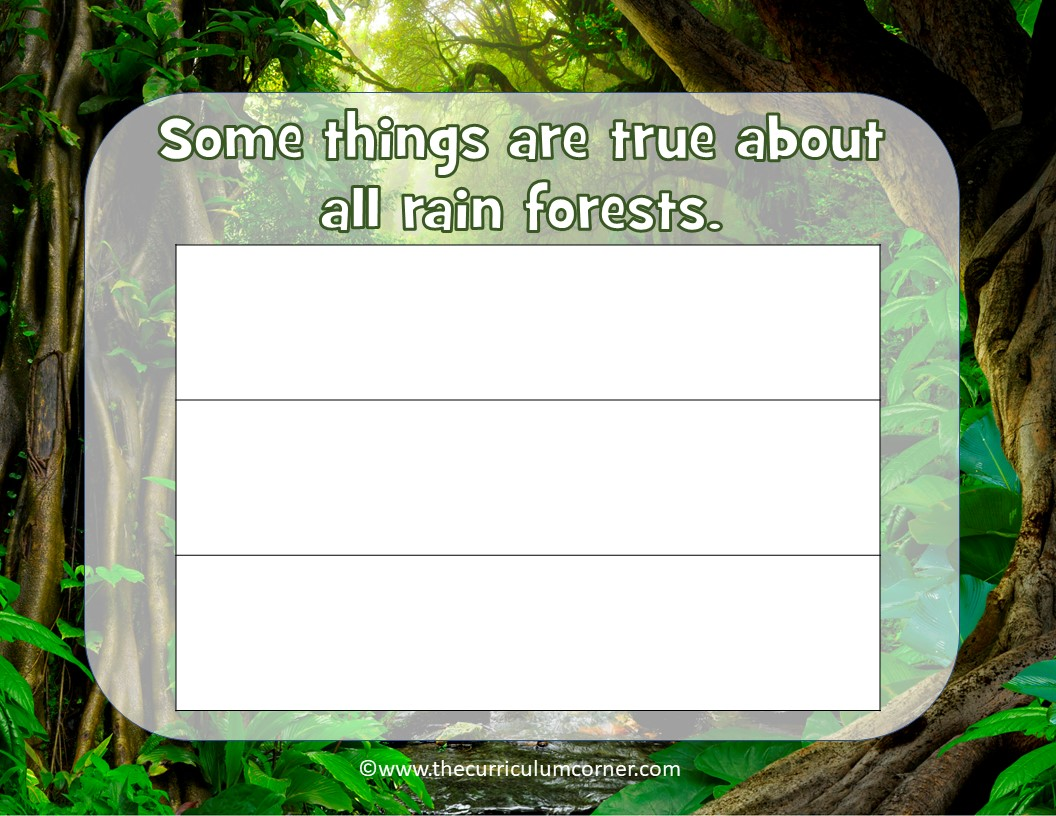 Some things are true about
all rain forests.
©www.thecurriculumcorner.com